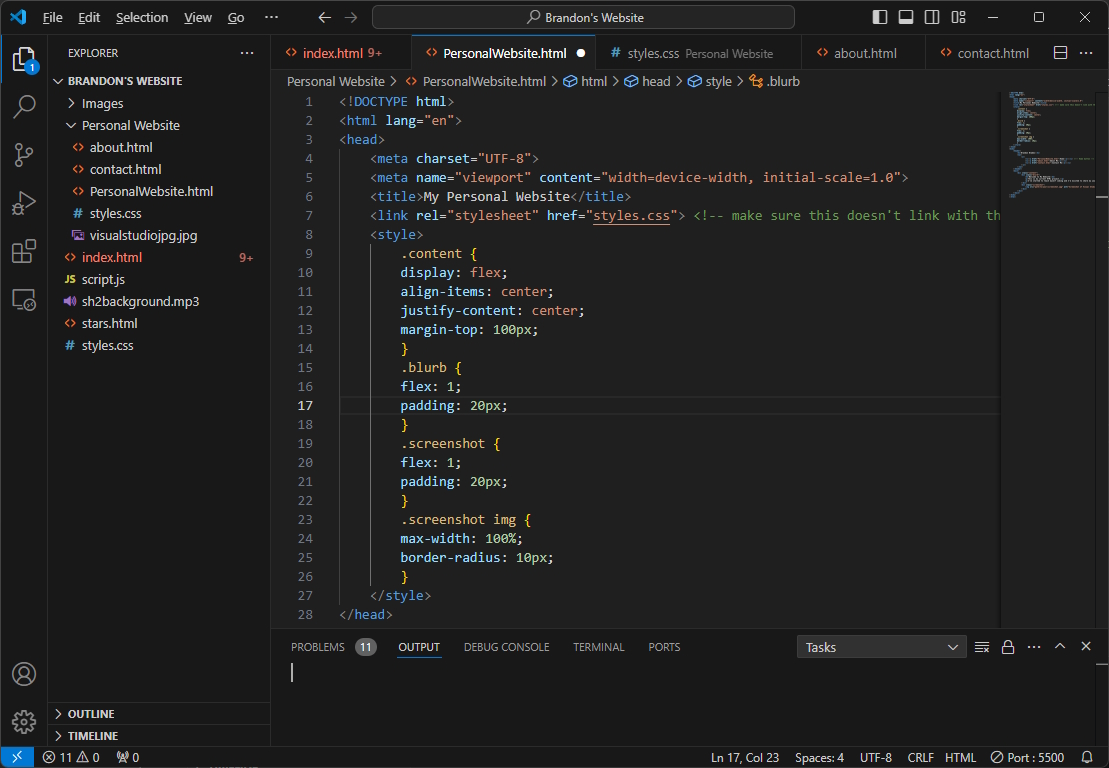 File Edit Selection View Go ··· Brandon's Website
EXPLORER ···
BRANDON'S WEBSITE
Images
Personal Website
about.html
contact.html
PersonalWebsite.html
styles.css
visualstudiojpg.jpg
index.html 9+
script.js
sh2background.mp3
stars.html
styles.css
OUTLINE
TIMELINE
index.html 9+ PersonalWebsite.html styles.css Personal Website about.html contact.html
Personal Website > PersonalWebsite.html > html > head > style > .blurb
1 <!DOCTYPE html>
2 <html lang="en">
3 <head>
4 <meta charset="UTF-8">
5 <meta name="viewport" content="width=device-width, initial-scale=1.0">
6 <title>My Personal Website</title>
7 <link rel="stylesheet" href="styles.css"> <!-- make sure this doesn't link with th
8 <style>
9 .content {
10 display: flex;
11 align-items: center;
12 justify-content: center;
13 margin-top: 100px;
14 }
15 .blurb {
16 flex: 1;
17 padding: 20px;
18 }
19 .screenshot {
20 flex: 1;
21 padding: 20px;
22 }
23 .screenshot img {
24 max-width: 100%;
25 border-radius: 10px;
26 }
27 </style>
28 </head>
PROBLEMS 11 OUTPUT DEBUG CONSOLE TERMINAL PORTS Tasks
11 0 0 Ln 17, Col 23 Spaces: 4 UTF-8 CRLF HTML Port : 5500